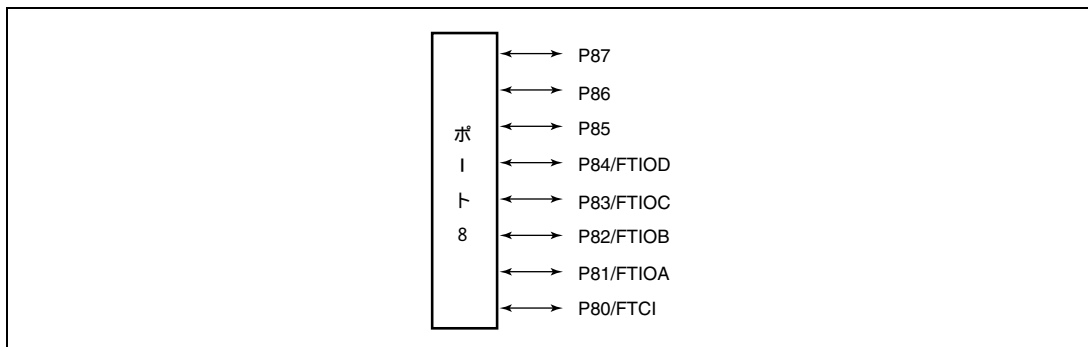 ポート8
P87
P86
P85
P84/FTIOD
P83/FTIOC
P82/FTIOB
P81/FTIOA
P80/FTCI